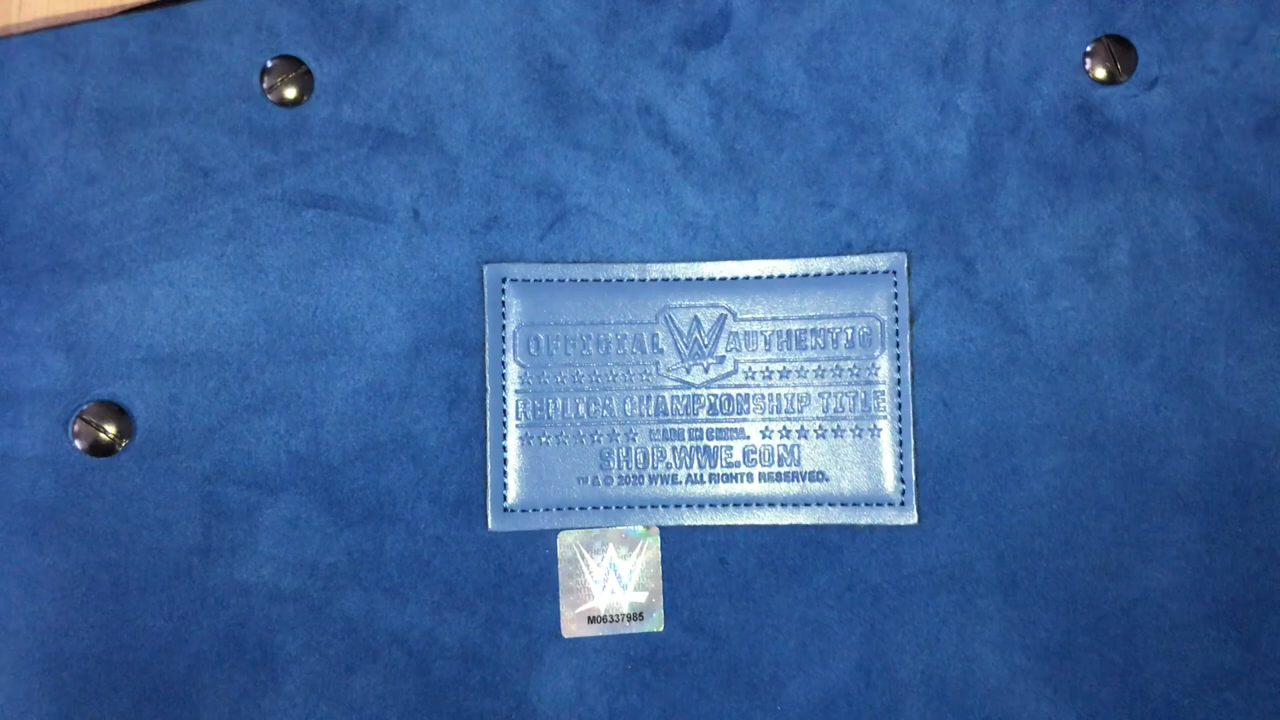 OFFICIAL W AUTHENTIC
REPLICA CHAMPIONSHIP TITLE
MADE IN CHINA.
SHOP.WWE.COM
™ & © 2020 WWE. ALL RIGHTS RESERVED.
W
M06337985